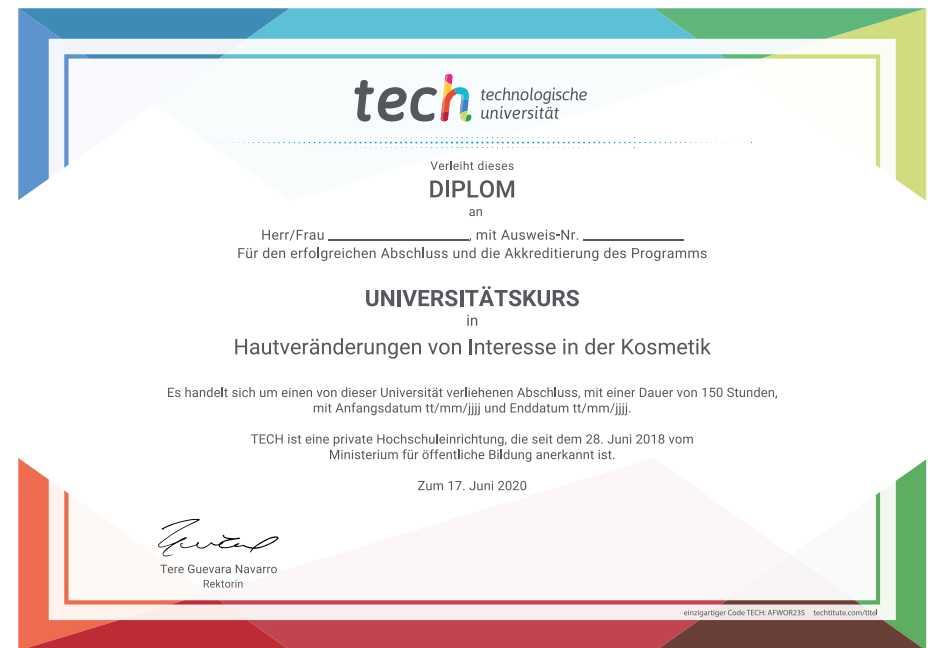 tech technologische
universität
Verleiht dieses
DIPLOM
an
Herr/Frau ____________, mit Ausweis-Nr. ____________
Für den erfolgreichen Abschluss und die Akkreditierung des Programms
UNIVERSITÄTSKURS
in
Hautveränderungen von Interesse in der Kosmetik
Es handelt sich um einen von dieser Universität verliehenen Abschluss, mit einer Dauer von 150 Stunden,
mit Anfangsdatum tt/mm/jjjj und Enddatum tt/mm/jjjj.
TECH ist eine private Hochschuleinrichtung, die seit dem 28. Juni 2018 vom
Ministerium für öffentliche Bildung anerkannt ist.
Zum 17. Juni 2020
Tere Guevara Navarro
Rektorin
einzigartiger Code TECH: AFWOR23S techtitute.com/titel